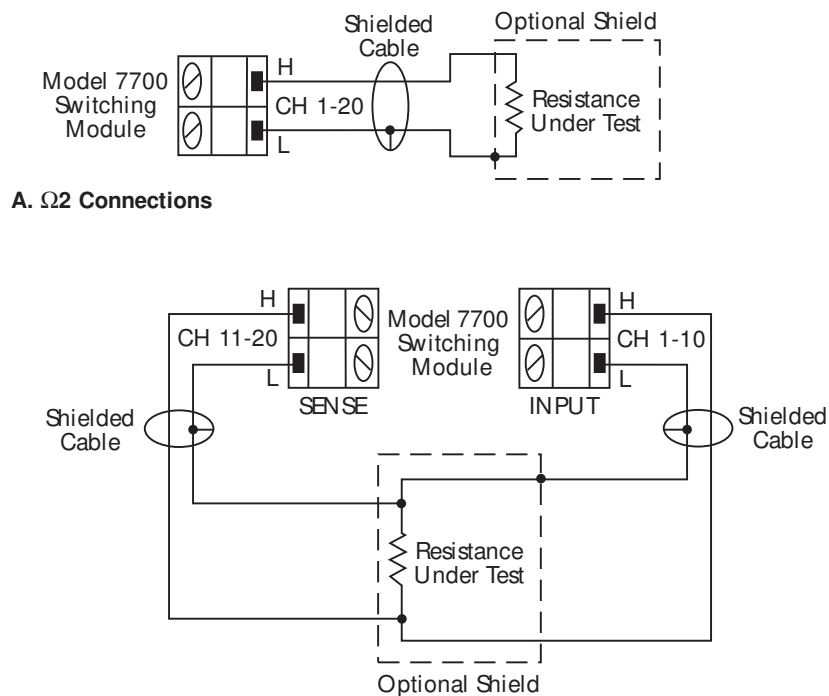 Shielded
Cable
Optional Shield
H
Model 7700
Switching
Module
CH 1-20
Resistance
Under Test
L
A. Ω2 Connections
H
Model 7700
Switching
Module
H
CH 11-20
CH 1-10
L
L
SENSE
INPUT
Shielded
Cable
Shielded
Cable
Resistance
Under Test
Optional Shield